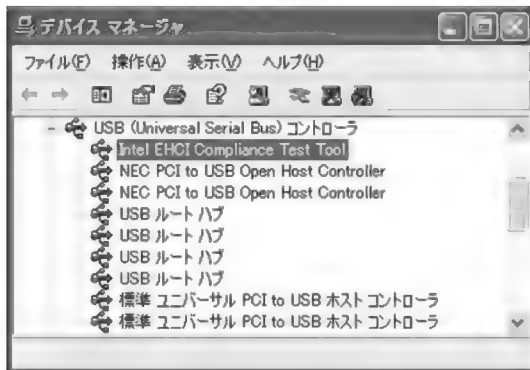 デバイス マネージャ
ファイル(F) 操作(A) 表示(V) ヘルプ(H)
USB (Universal Serial Bus) コントローラ
Intel EHCI Compliance Test Tool
NEC PCI to USB Open Host Controller
NEC PCI to USB Open Host Controller
USB ルート ハブ
USB ルート ハブ
USB ルート ハブ
USB ルート ハブ
標準 ユニバーサル PCI to USB ホスト コントローラ
標準 ユニバーサル PCI to USB ホスト コントローラ